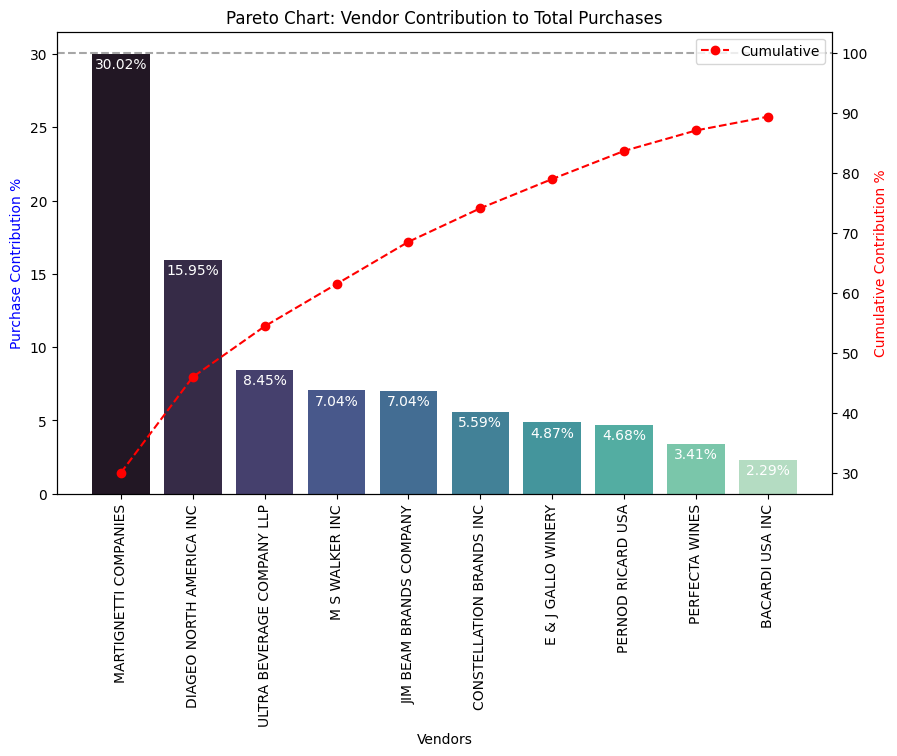 Pareto Chart: Vendor Contribution to Total Purchases
Cumulative
Purchase Contribution %
30
25
20
15
10
5
0
30.02%
15.95%
8.45%
7.04%
7.04%
5.59%
4.87%
4.68%
3.41%
2.29%
100
90
80
70
60
50
40
30
Cumulative Contribution %
MARTIGNETTI COMPANIES
DIAGEO NORTH AMERICA INC
ULTRA BEVERAGE COMPANY LLP
M S WALKER INC
JIM BEAM BRANDS COMPANY
CONSTELLATION BRANDS INC
E & J GALLO WINERY
PERNOD RICARD USA
PERFECTA WINES
BACARDI USA INC
Vendors